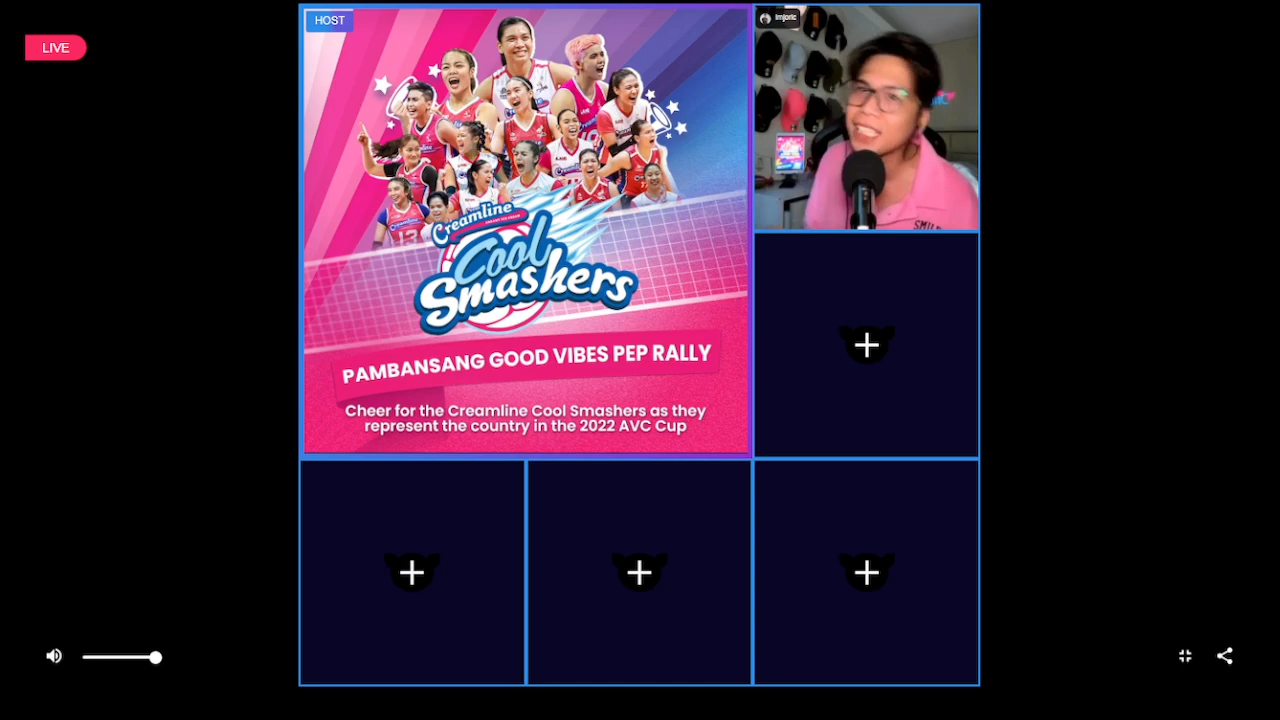 LIVE
HOST
imjoric
Creamline
Cool
Smashers
PAMBANSANG GOOD VIBES PEP RALLY
Cheer for the Creamline Cool Smashers as they
represent the country in the 2022 AVC Cup